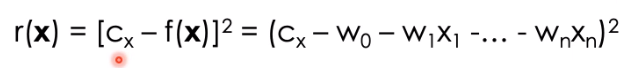 r(x) = [cₓ – f(x)]² = (cₓ – w₀ – w₁x₁ -… - wₙxₙ)²